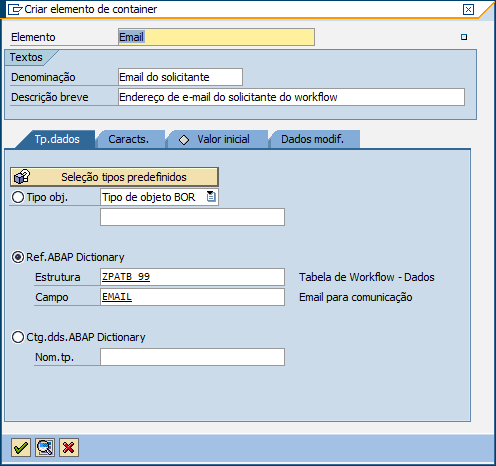 Criar elemento de container
Elemento Email
Textos
Denominação Email do solicitante
Descrição breve Endereço de e-mail do solicitante do workflow
Tp.dados Caracts. Valor inicial Dados modif.
Seleção tipos predefinidos
Tipo obj. Tipo de objeto BOR
Ref.ABAP Dictionary
Estrutura ZPATB_99 Tabela de Workflow - Dados
Campo EMAIL Email para comunicação
Ctg.dds.ABAP Dictionary
Nom.tp.